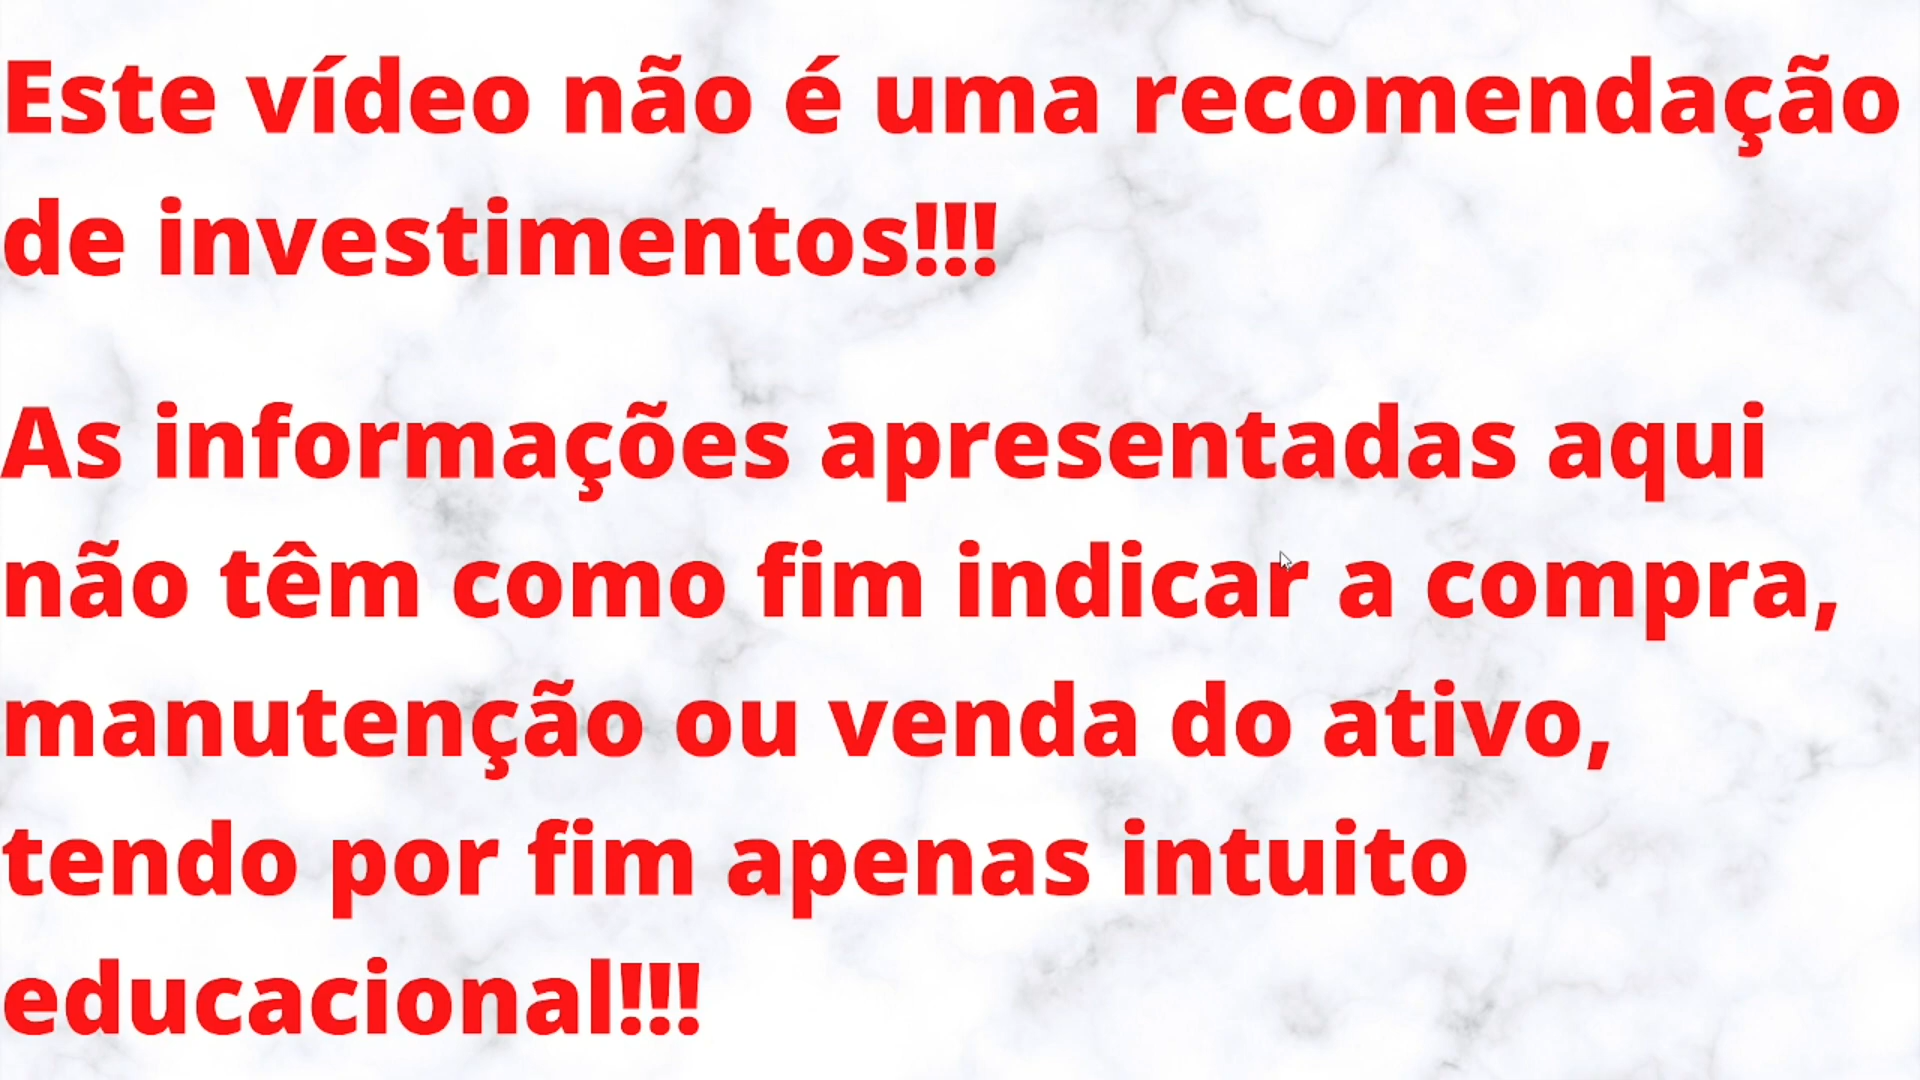 Este vídeo não é uma recomendação
de investimentos!!!
As informações apresentadas aqui
não têm como fim indicar a compra,
manutenção ou venda do ativo,
tendo por fim apenas intuito
educacional!!!